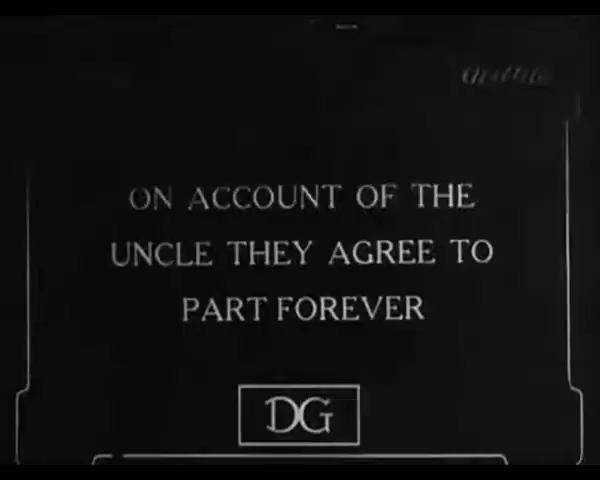 ON ACCOUNT OF THE
UNCLE THEY AGREE TO
PART FOREVER
DG